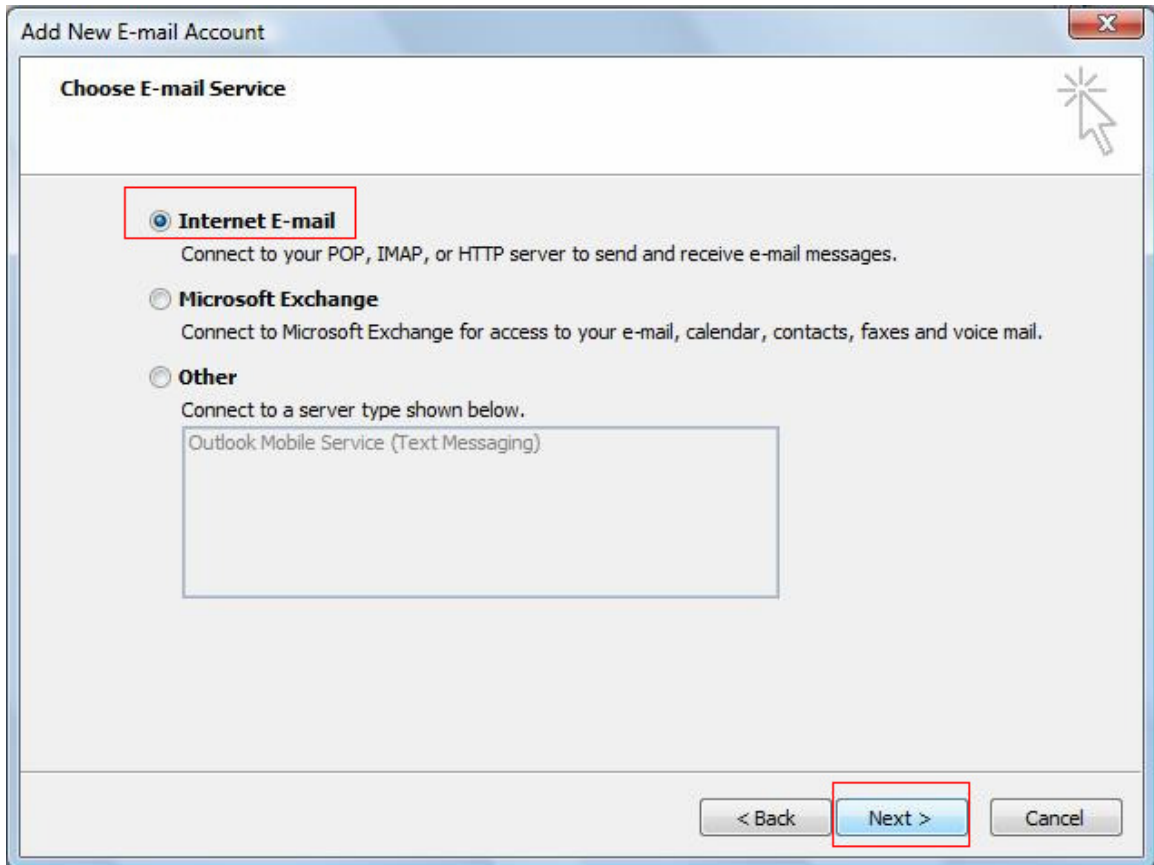 Add New E-mail Account
X
Choose E-mail Service
Internet E-mail
Connect to your POP, IMAP, or HTTP server to send and receive e-mail messages.
Microsoft Exchange
Connect to Microsoft Exchange for access to your e-mail, calendar, contacts, faxes and voice mail.
Other
Connect to a server type shown below.
Outlook Mobile Service (Text Messaging)
< Back Next > Cancel